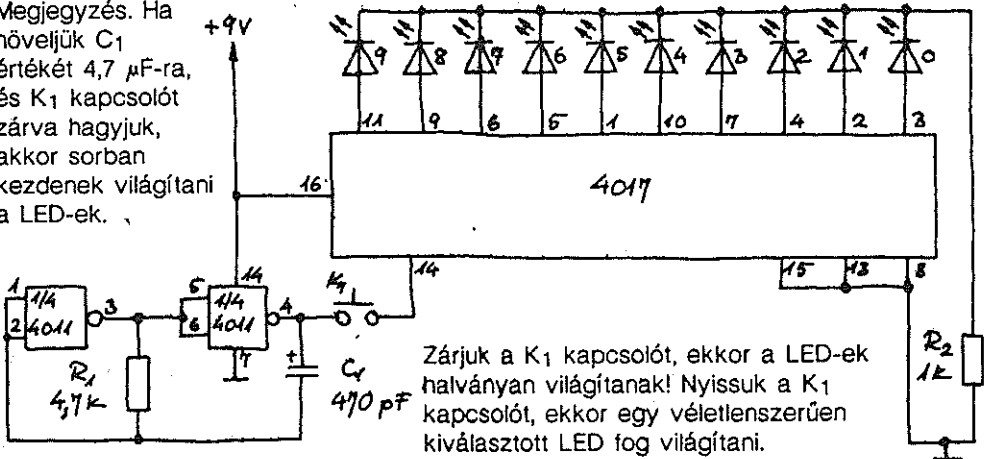 Megjegyzés. Ha
növeljük C1
értékét 4,7 µF-ra,
és K1 kapcsolót
zárva hagyjuk,
akkor sorban
kezdenek világítani
a LED-ek.
+9V
9 8 7 6 5 4 3 2 1 0
11 9 6 5 1 10 7 4 2 3
16
4017
14 15 13 8
1
2
1/4
4011
3
5
6
14
1/4
4011
4
7
K1
R1
4,7K
C1
470 pF
R2
1K
Zárjuk a K1 kapcsolót, ekkor a LED-ek
halványan világítanak! Nyissuk a K1
kapcsolót, ekkor egy véletlenszerűen
kiválasztott LED fog világítani.